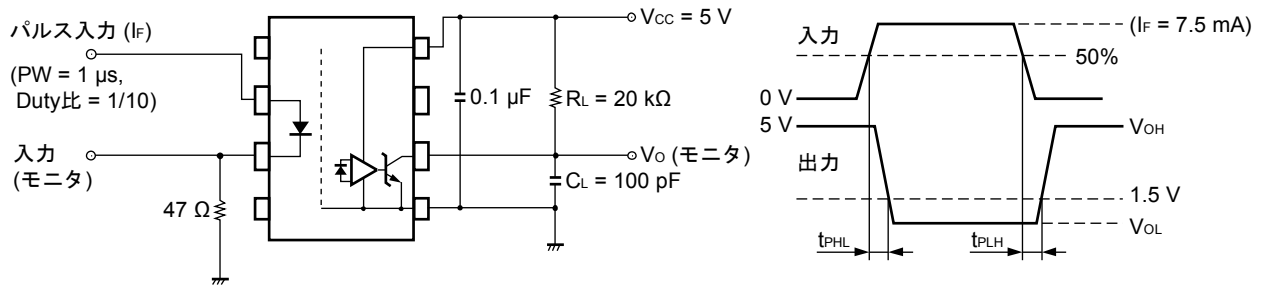 パルス入力 (IF)
(PW = 1 μs,
Duty比 = 1/10)
入力
(モニタ)
47 Ω
VCC = 5 V
0.1 μF
RL = 20 kΩ
VO (モニタ)
CL = 100 pF
入力
(IF = 7.5 mA)
50%
0 V
5 V
VOH
出力
1.5 V
VOL
tPHL
tPLH